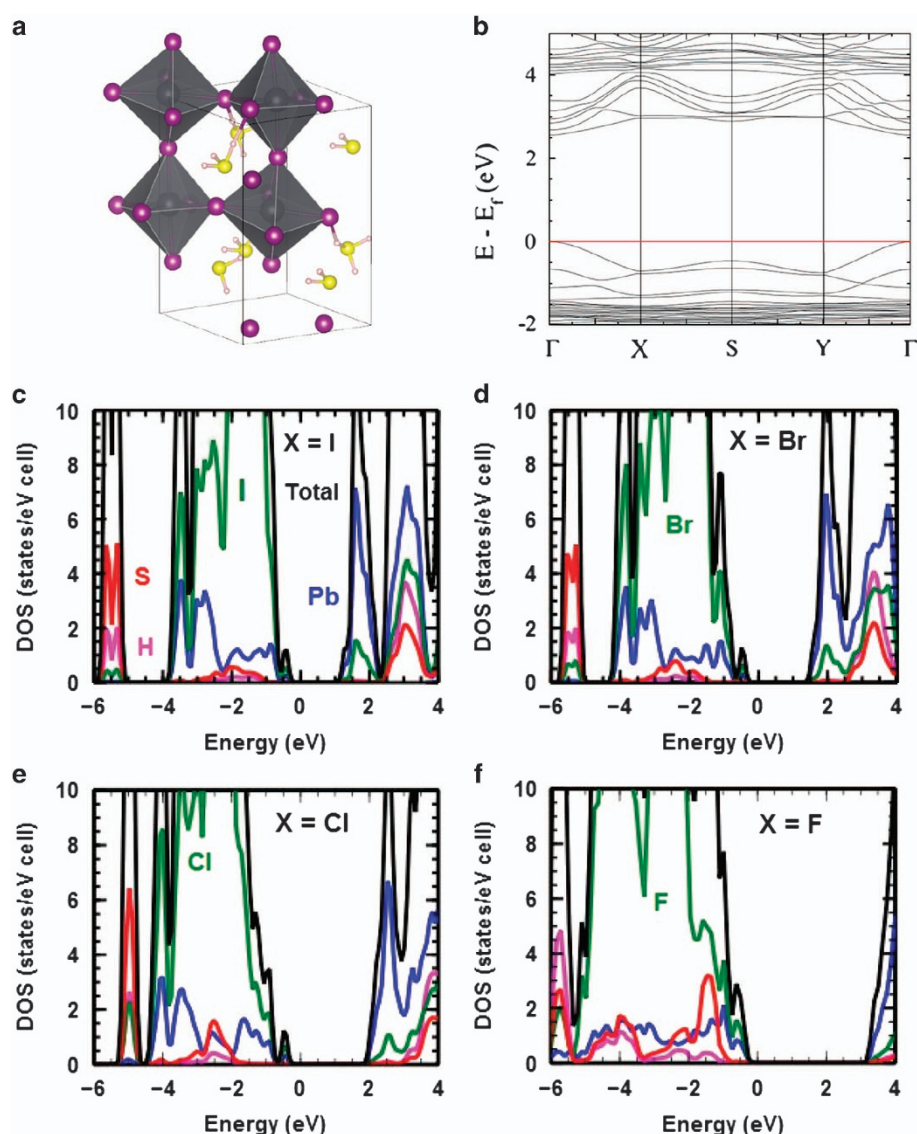 a
b
E - E_f (eV)
4
2
0
-2
Γ X S Y Γ
c
d
DOS (states/eV cell)
10
8
6
4
2
0
X = I
Total
I
S
H
Pb
−6 −4 −2 0 2 4
Energy (eV)
DOS (states/eV cell)
10
8
6
4
2
0
X = Br
Br
−6 −4 −2 0 2 4
Energy (eV)
e
f
DOS (states/eV cell)
10
8
6
4
2
0
X = Cl
Cl
−6 −4 −2 0 2 4
Energy (eV)
DOS (states/eV cell)
10
8
6
4
2
0
X = F
F
−6 −4 −2 0 2 4
Energy (eV)